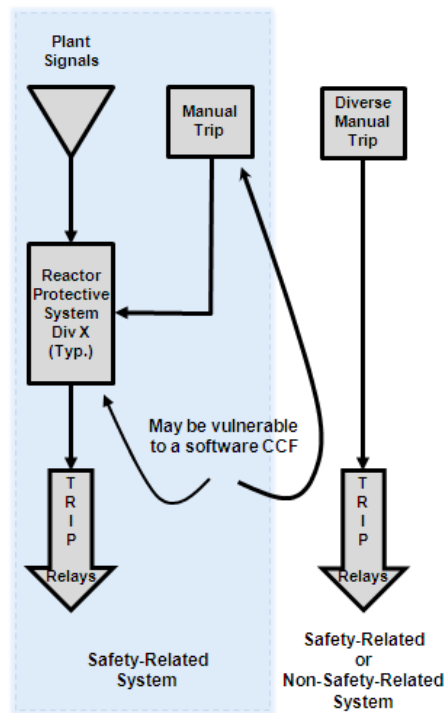 Plant
Signals
Manual
Trip
Diverse
Manual
Trip
Reactor
Protective
System
Div X
(Typ.)
May be vulnerable
to a software CCF
T
R
I
P
Relays
T
R
I
P
Relays
Safety-Related
System
Safety-Related
or
Non-Safety-Related
System